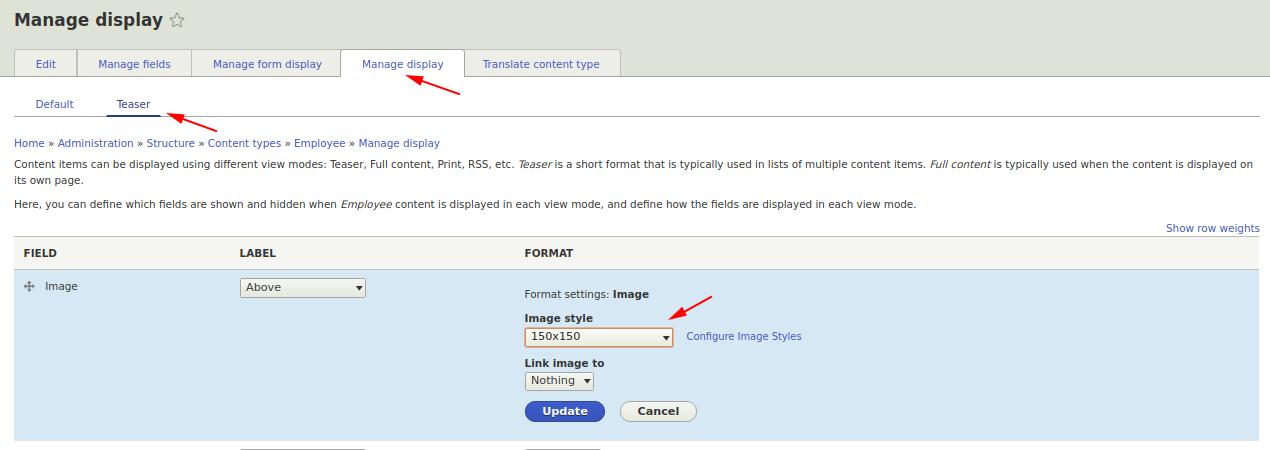 Manage display
Edit Manage fields Manage form display Manage display Translate content type
Default Teaser
Home » Administration » Structure » Content types » Employee » Manage display
Content items can be displayed using different view modes: Teaser, Full content, Print, RSS, etc. Teaser is a short format that is typically used in lists of multiple content items. Full content is typically used when the content is displayed on
its own page.
Here, you can define which fields are shown and hidden when Employee content is displayed in each view mode, and define how the fields are displayed in each view mode.
Show row weights
FIELD LABEL FORMAT
Image Above
Format settings: Image
Image style
150x150 Configure Image Styles
Link image to
Nothing
Update Cancel